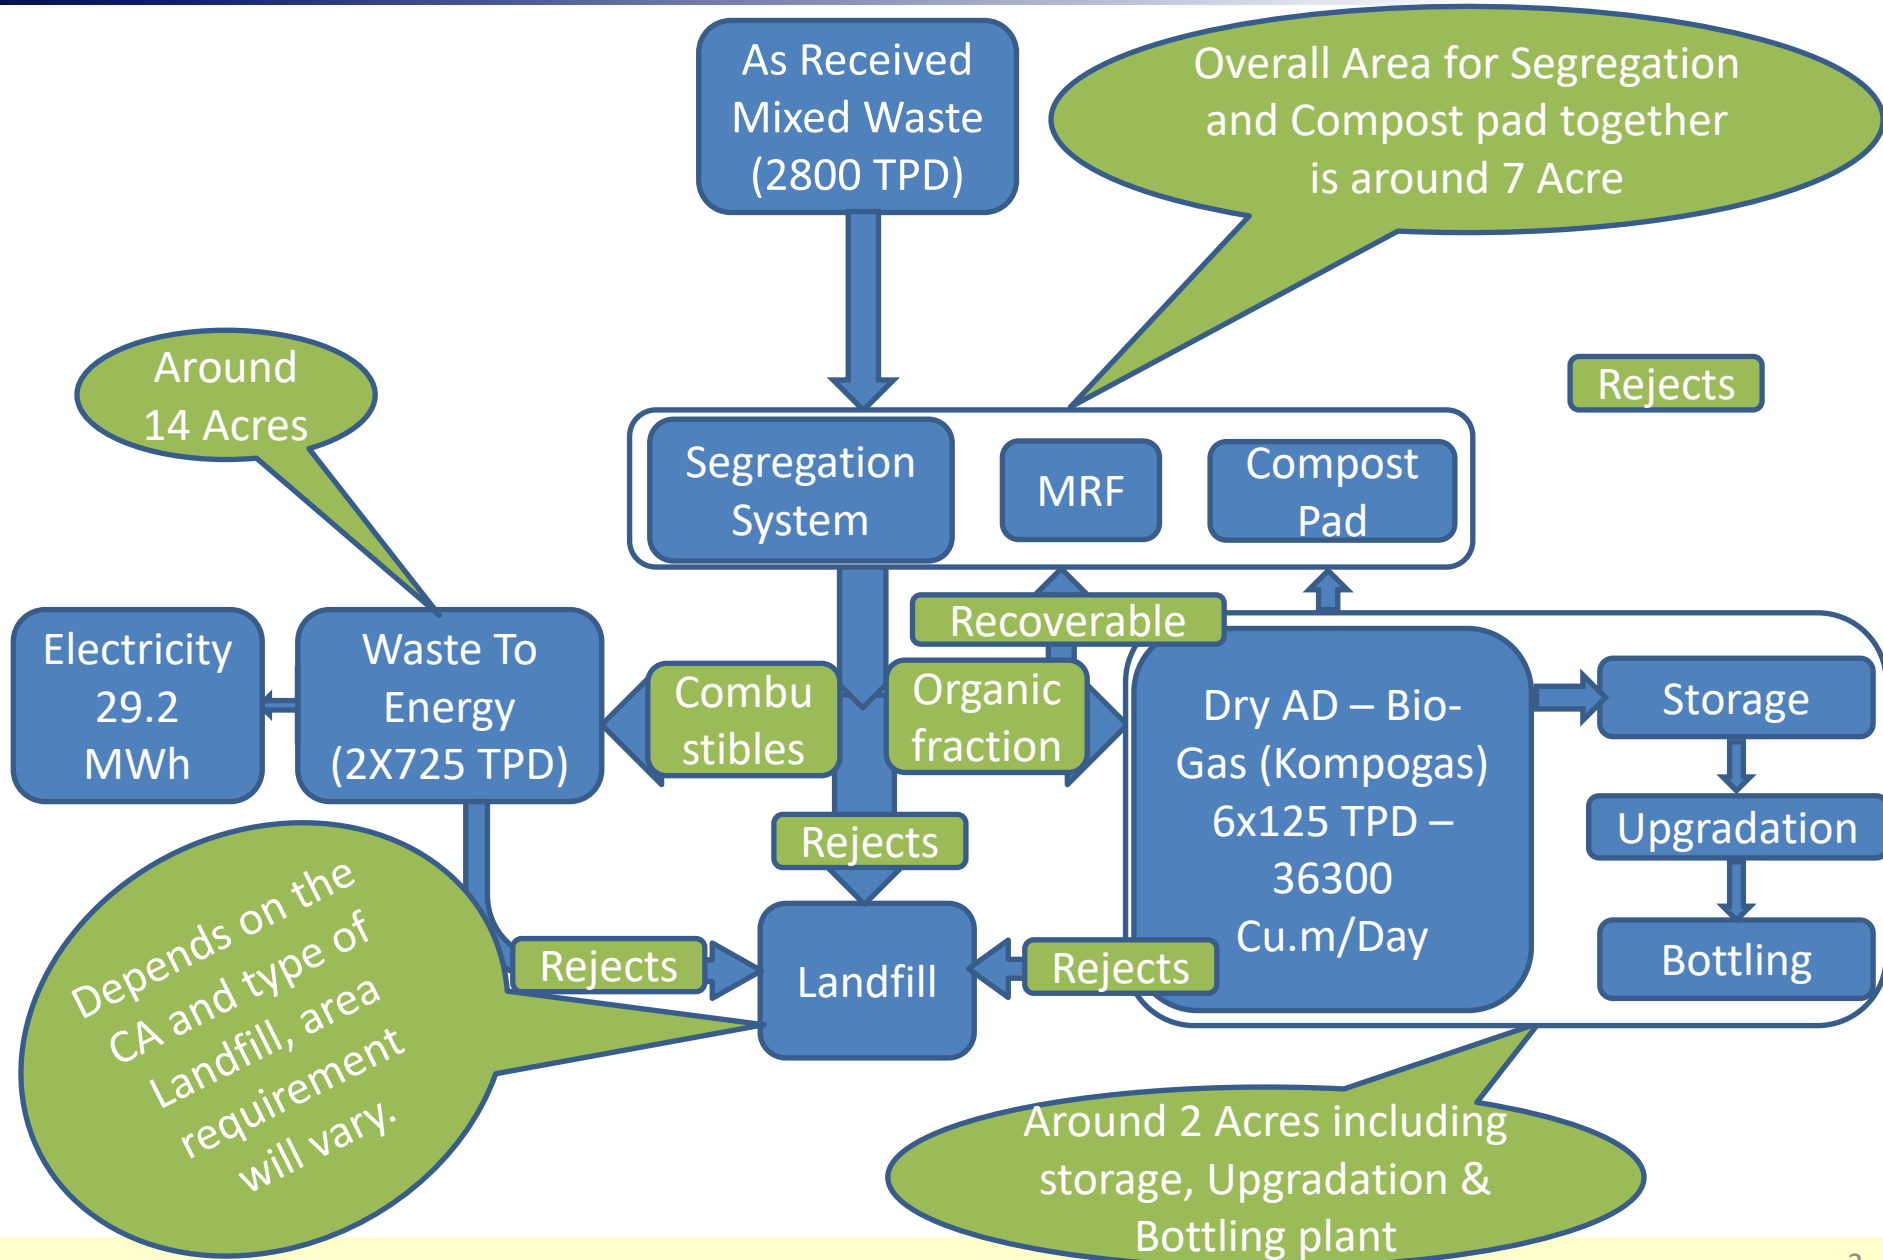 As Received
Mixed Waste
(2800 TPD)
Overall Area for Segregation
and Compost pad together
is around 7 Acre
Around
14 Acres
Rejects
Segregation
System
MRF
Compost
Pad
Recoverable
Electricity
29.2
MWh
Waste To
Energy
(2X725 TPD)
Combu
stibles
Organic
fraction
Dry AD – Bio-
Gas (Kompogas)
6x125 TPD –
36300
Cu.m/Day
Storage
Upgradation
Bottling
Rejects
Rejects
Landfill
Rejects
Depends on the
CA and type of
Landfill, area
requirement
will vary.
Around 2 Acres including
storage, Upgradation &
Bottling plant